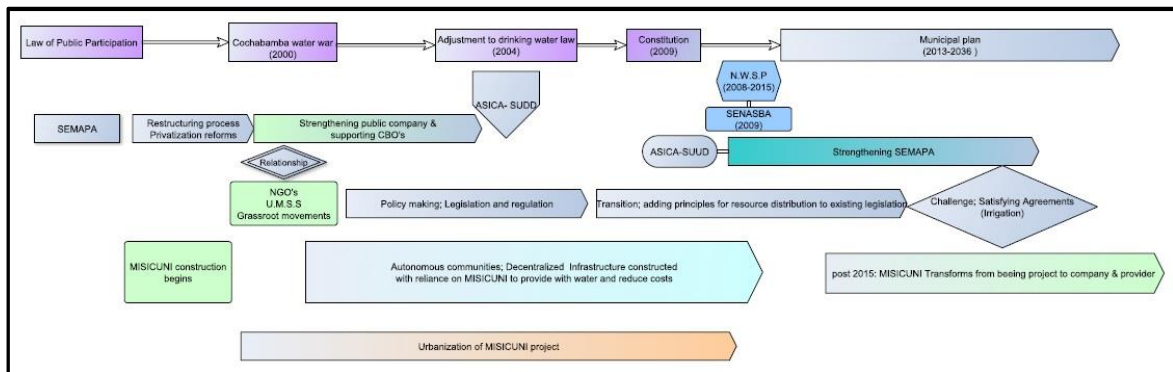 Law of Public Participation
Cochabamba water war
(2000)
Adjustment to drinking water law
(2004)
Constitution
(2009)
Municipal plan
(2013-2036 )
N.W.S.P
(2008-2015)
SENASBA
(2009)
ASICA- SUDD
SEMAPA
Restructuring process
Privatization reforms
Strengthening public company &
supporting CBO's
ASICA-SUUD
Strengthening SEMAPA
Relationship
NGO's
U.M.S.S
Grassroot movements
Policy making; Legislation and regulation
Transition; adding principles for resource distribution to existing legislation
Challenge; Satisfying Agreements
(Irrigation)
MISICUNI construction
begins
Autonomous communities; Decentralized Infrastructure constructed
with reliance on MISICUNI to provide with water and reduce costs
post 2015: MISICUNI Transforms from beeing project to company & provider
Urbanization of MISICUNI project